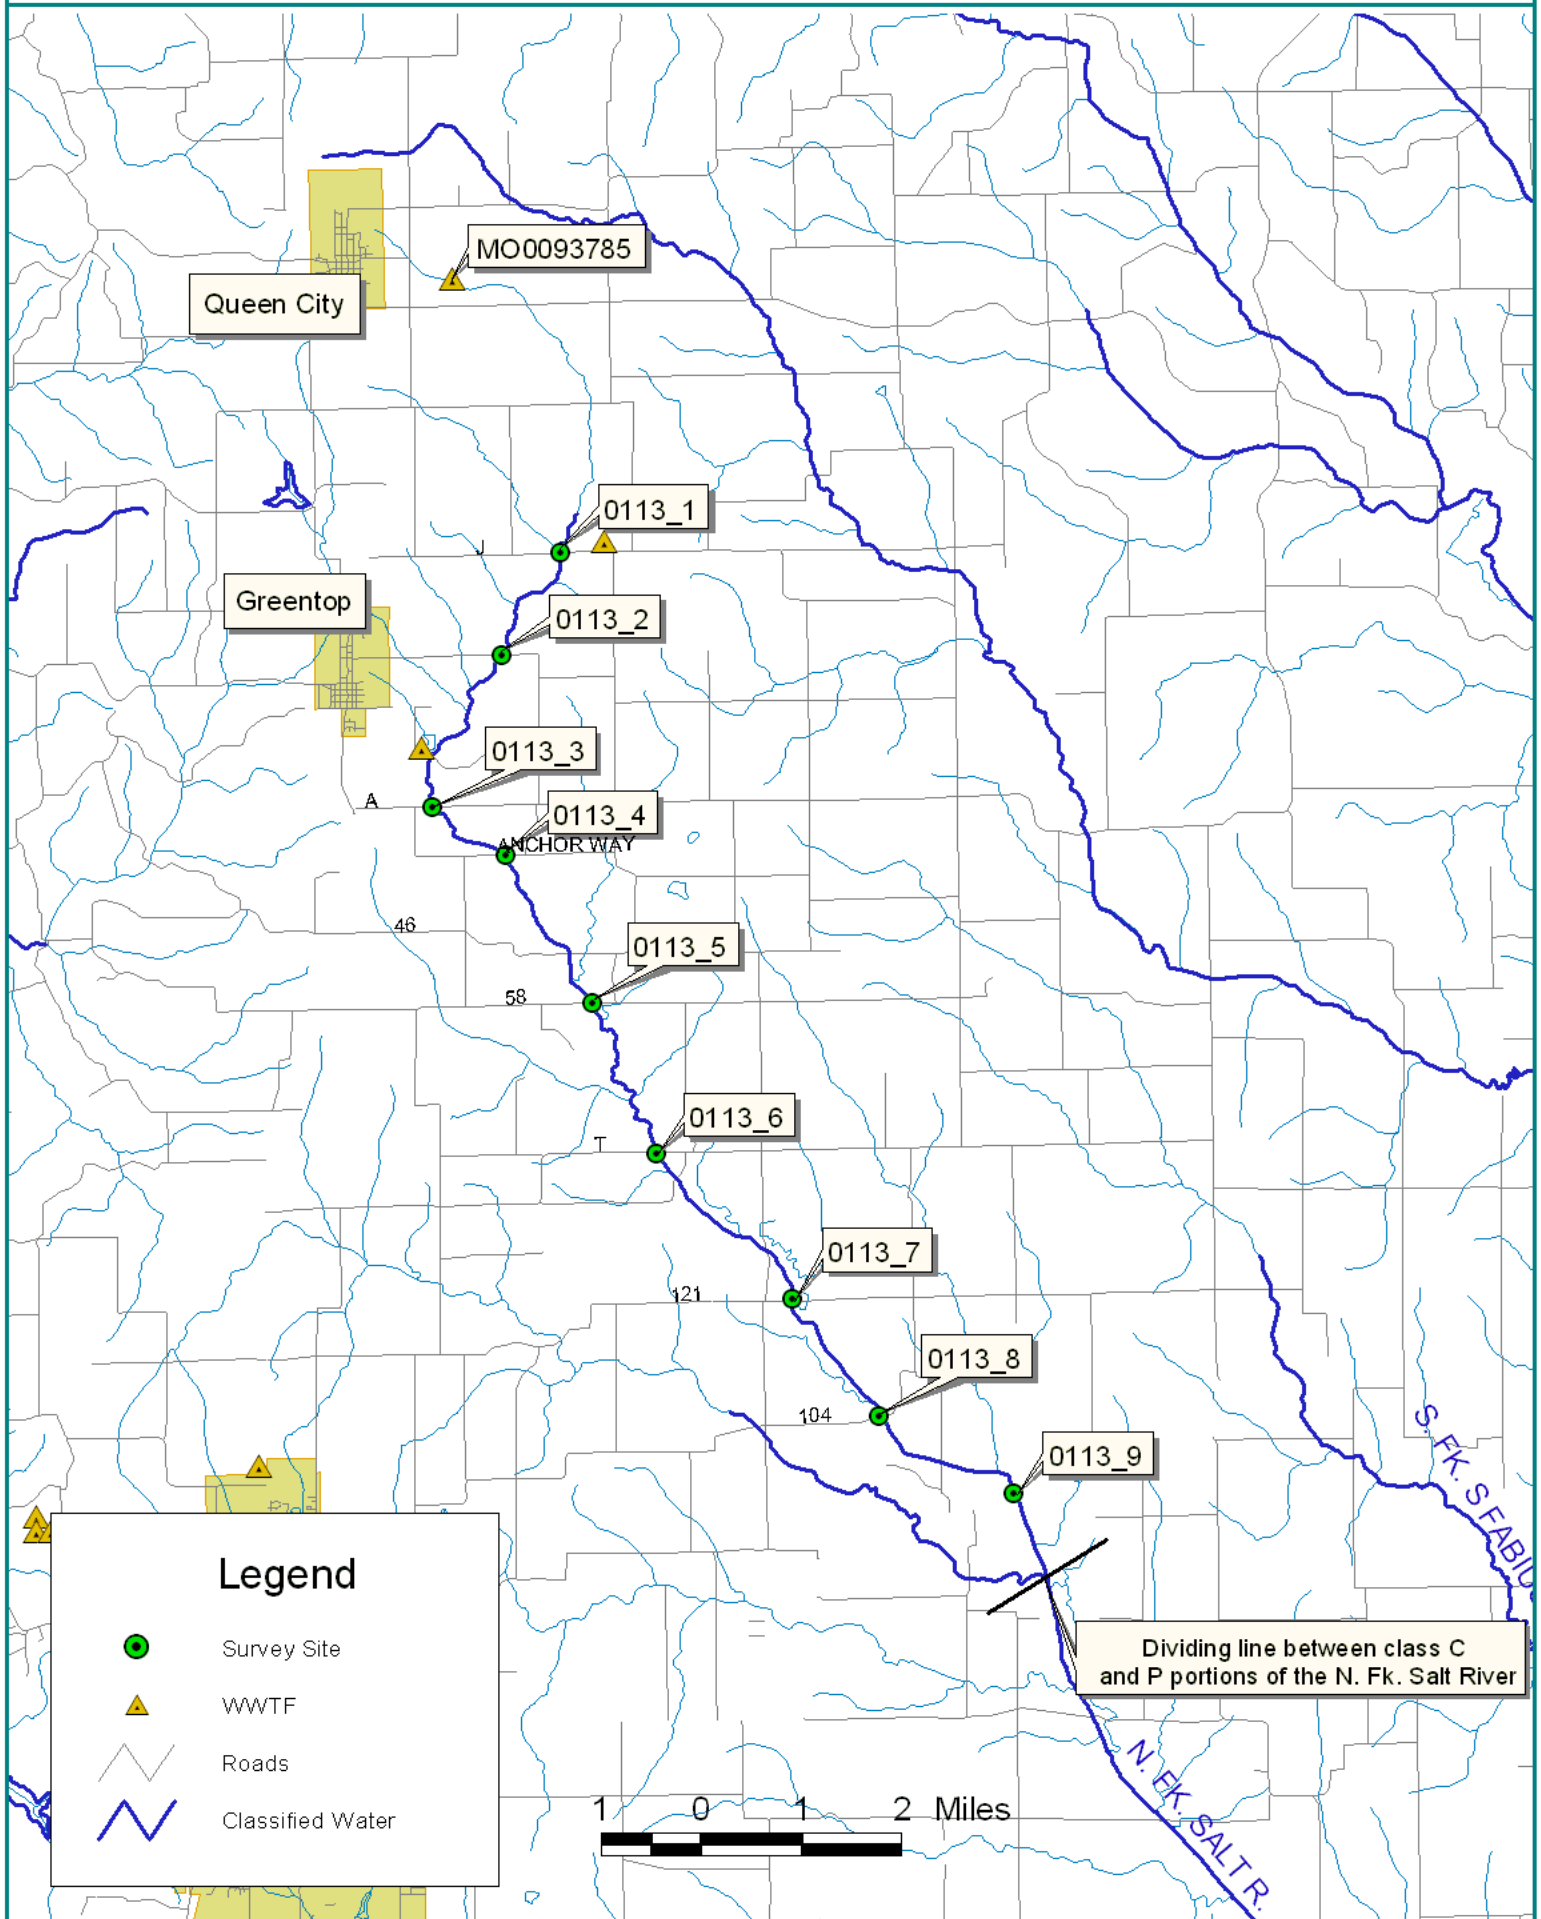 MO0093785
Queen City
0113_1
J
Greentop
0113_2
0113_3
A
0113_4
ANCHOR WAY
46
0113_5
58
0113_6
T
0113_7
121
0113_8
104
0113_9
S. FK. S FABIU
Dividing line between class C
and P portions of the N. Fk. Salt River
N. FK. SALT R.
Legend
Survey Site
WWTF
Roads
Classified Water
1 0 1 2 Miles